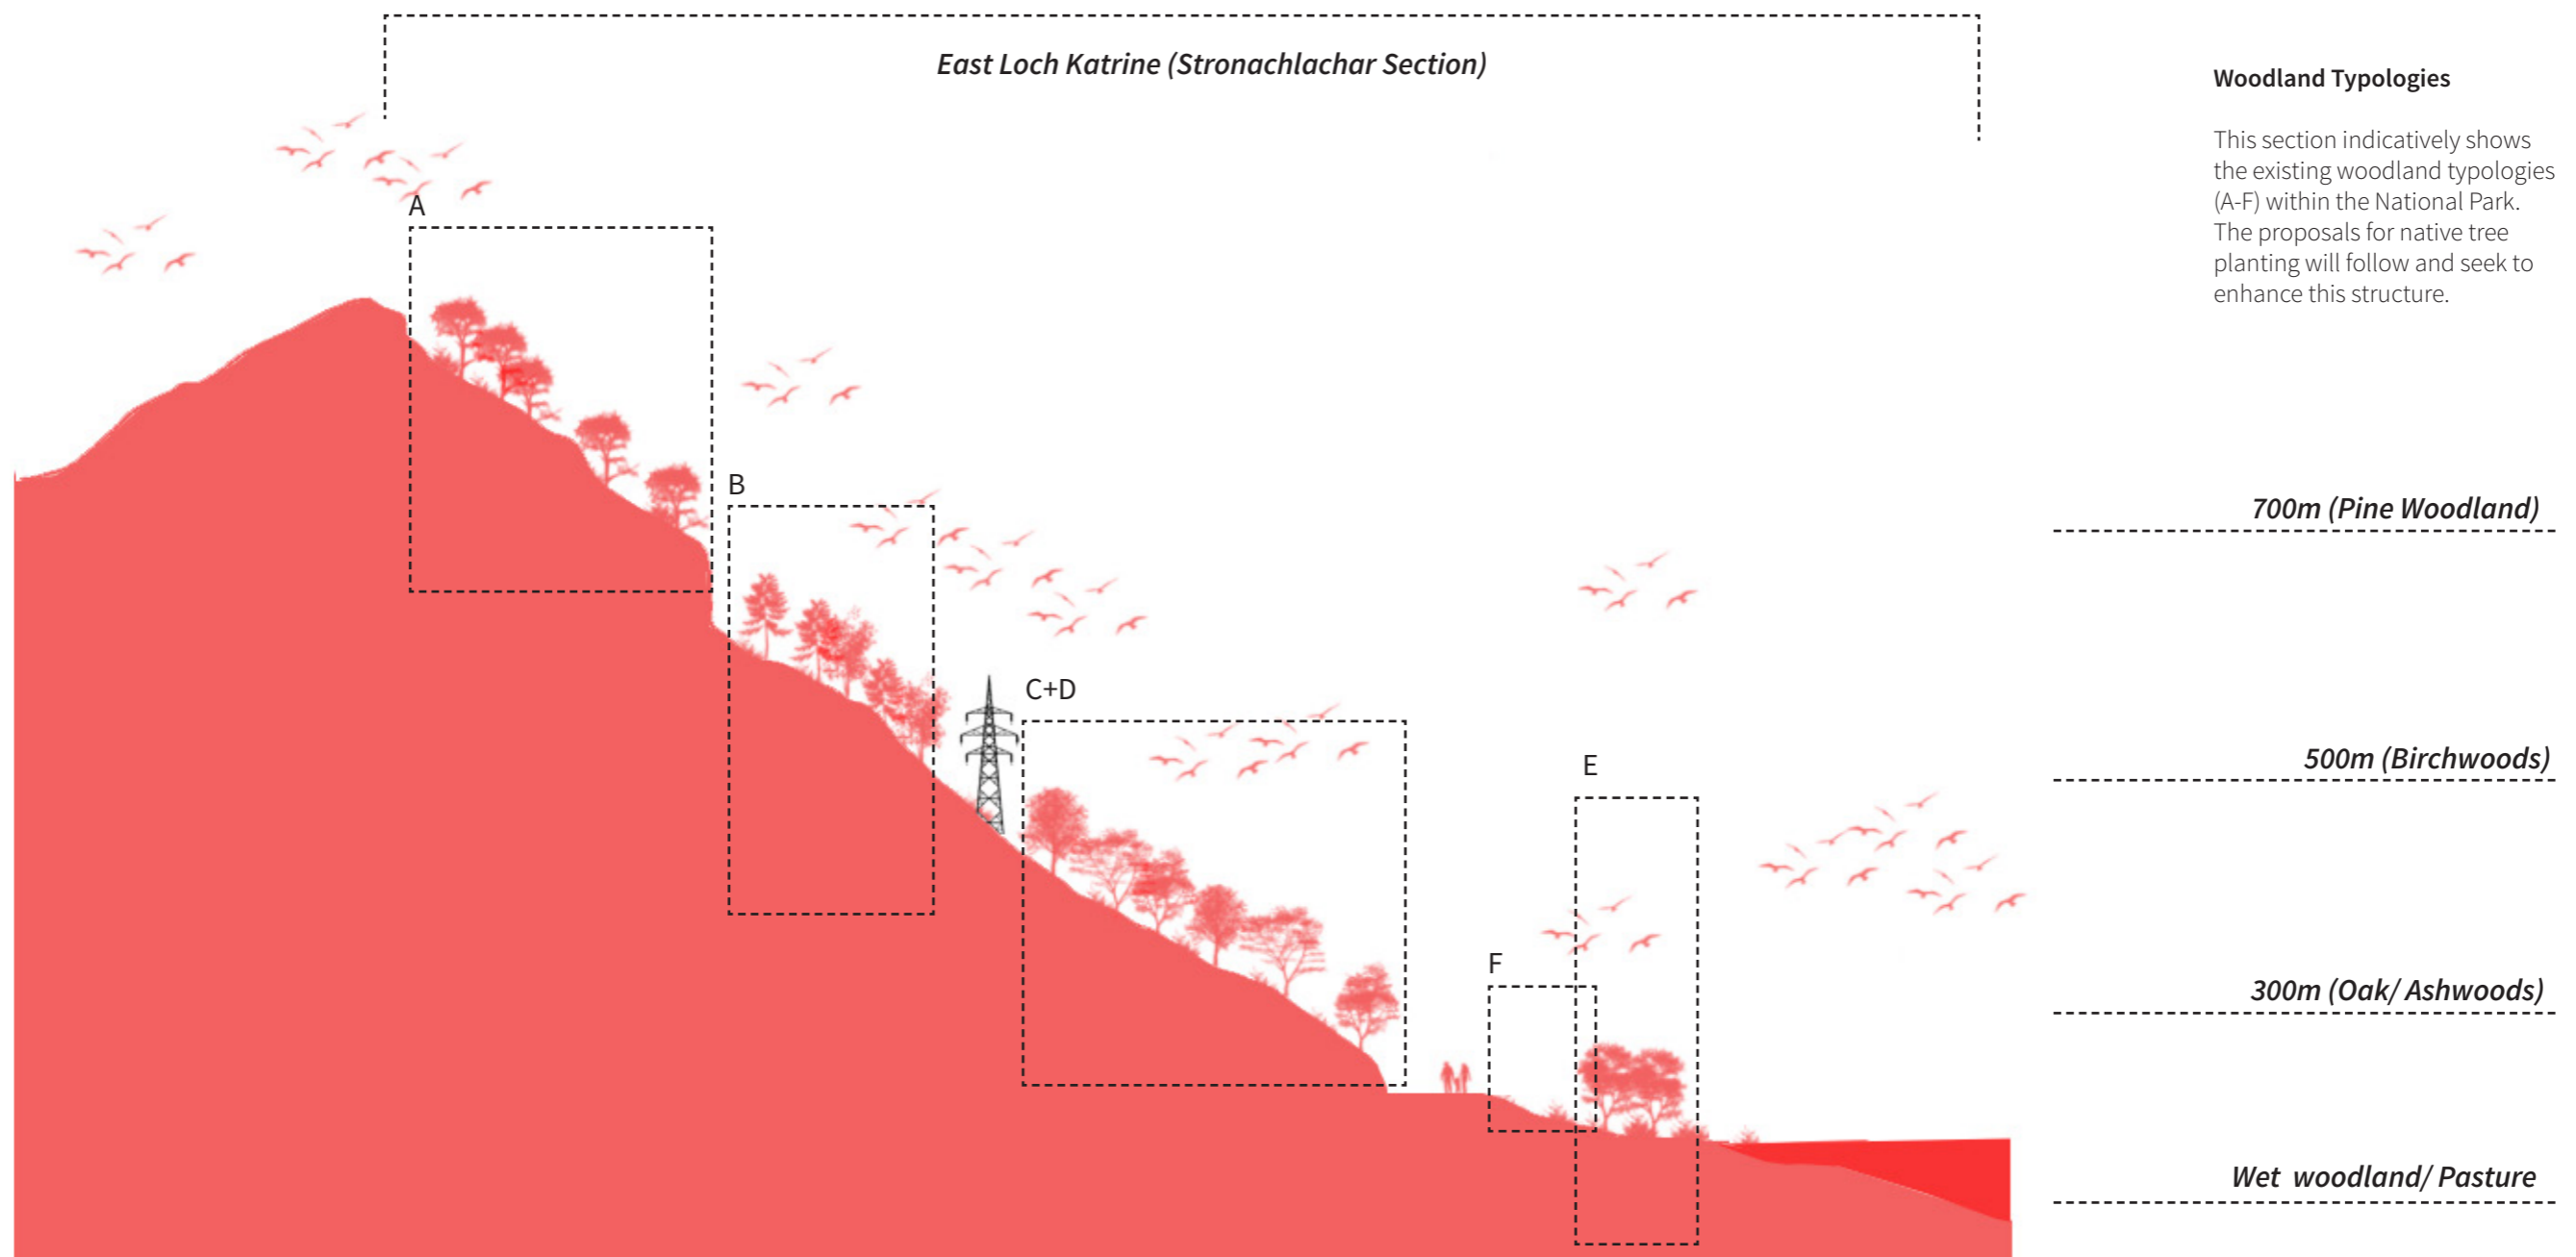 East Loch Katrine (Stronachlachar Section)
Woodland Typologies
This section indicatively shows
the existing woodland typologies
(A-F) within the National Park.
The proposals for native tree
planting will follow and seek to
enhance this structure.
A
B
700m (Pine Woodland)
C+D
E
500m (Birchwoods)
F
300m (Oak/ Ashwoods)
Wet woodland/ Pasture